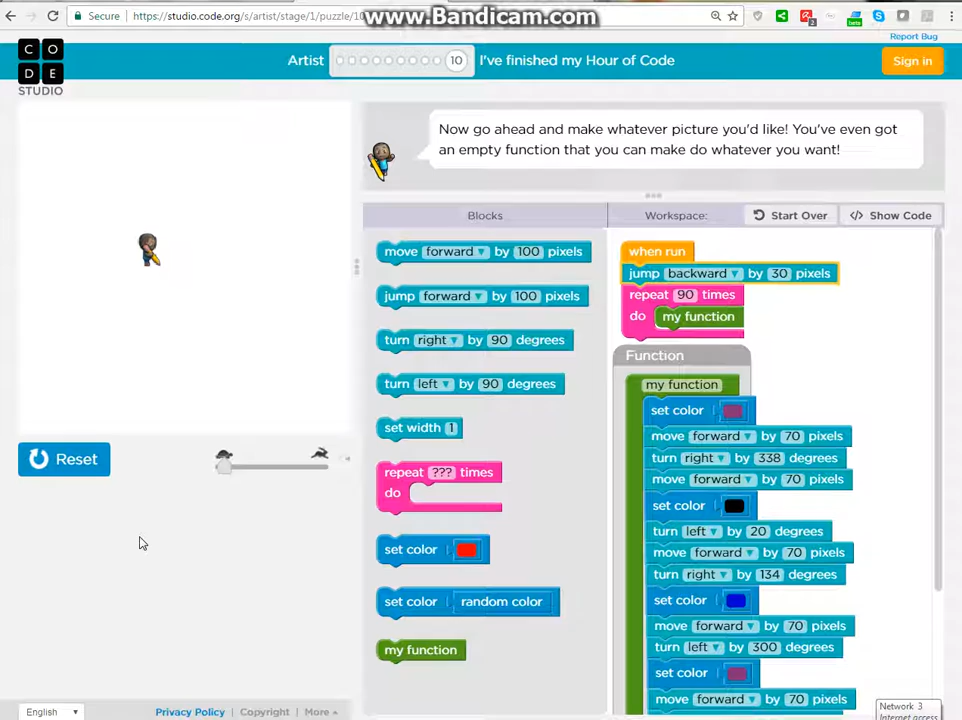 Secure https://studio.code.org/s/artist/stage/1/puzzle/10
www.Bandicam.com
2
beta
Report Bug
C O
D E
STUDIO
Artist
10
I've finished my Hour of Code
Sign in
Now go ahead and make whatever picture you'd like! You've even got
an empty function that you can make do whatever you want!
Blocks
Workspace:
Start Over
</> Show Code
move forward by 100 pixels
jump forward by 100 pixels
turn right by 90 degrees
turn left by 90 degrees
set width 1
repeat ??? times
do
set color
set color random color
my function
when run
jump backward by 30 pixels
repeat 90 times
do my function
Function
my function
set color
move forward by 70 pixels
turn right by 338 degrees
move forward by 70 pixels
set color
turn left by 20 degrees
move forward by 70 pixels
turn right by 134 degrees
set color
move forward by 70 pixels
turn left by 300 degrees
set color
move forward by 70 pixels
Reset
English
Privacy Policy
Copyright
More
Network 3
Internet access